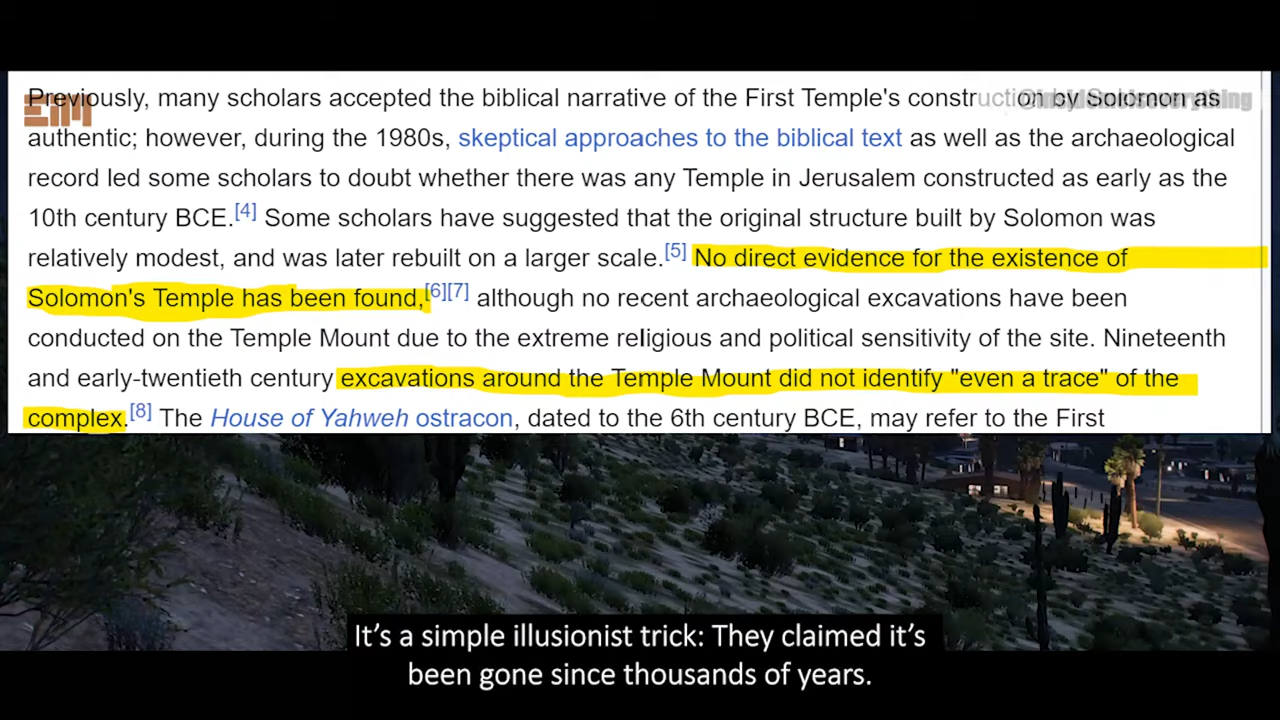 EIM
Previously, many scholars accepted the biblical narrative of the First Temple's construction by Solomon as
authentic; however, during the 1980s, skeptical approaches to the biblical text as well as the archaeological
record led some scholars to doubt whether there was any Temple in Jerusalem constructed as early as the
10th century BCE.[4] Some scholars have suggested that the original structure built by Solomon was
relatively modest, and was later rebuilt on a larger scale.[5] No direct evidence for the existence of
Solomon's Temple has been found,[6][7] although no recent archaeological excavations have been
conducted on the Temple Mount due to the extreme religious and political sensitivity of the site. Nineteenth
and early-twentieth century excavations around the Temple Mount did not identify "even a trace" of the
complex.[8] The House of Yahweh ostracon, dated to the 6th century BCE, may refer to the First
It’s a simple illusionist trick: They claimed it’s
been gone since thousands of years.